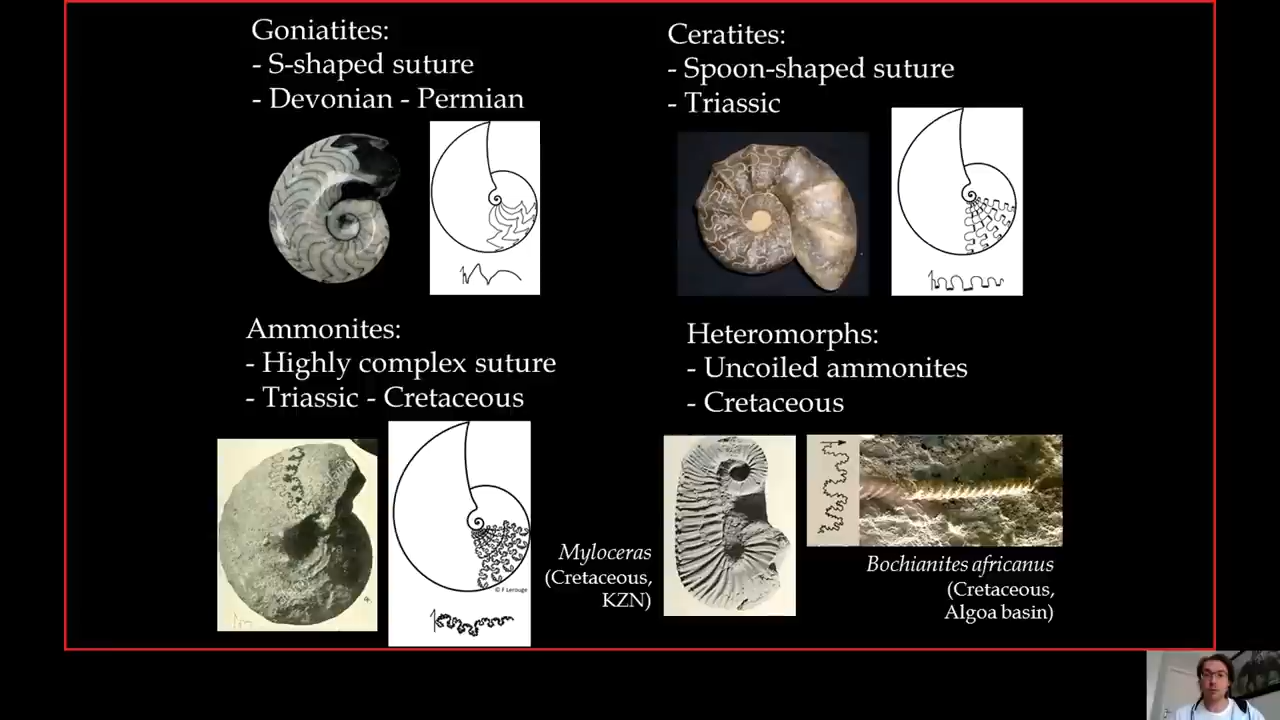 Goniatites:
- S-shaped suture
- Devonian - Permian
Ceratites:
- Spoon-shaped suture
- Triassic
Ammonites:
- Highly complex suture
- Triassic - Cretaceous
© F Lerouge
Heteromorphs:
- Uncoiled ammonites
- Cretaceous
Myloceras
(Cretaceous,
KZN)
Bochianites africanus
(Cretaceous,
Algoa basin)